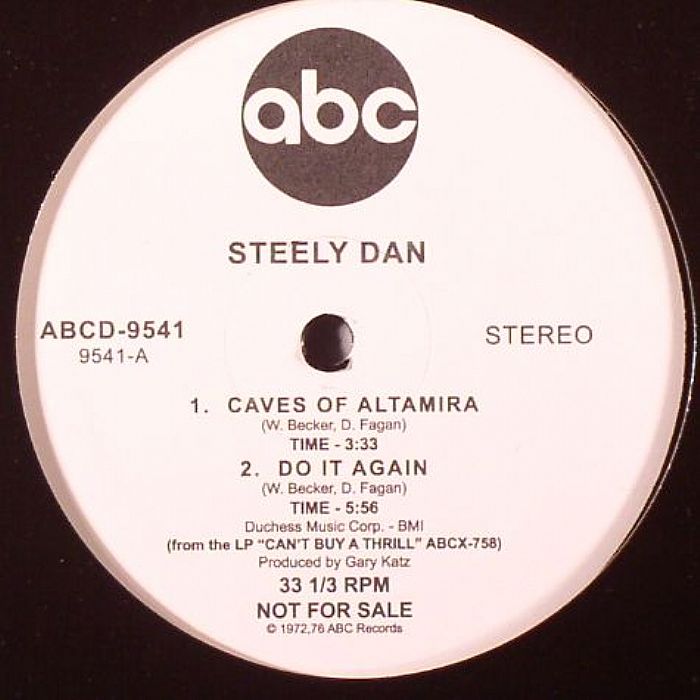 abc
STEELY DAN
ABCD-9541
9541-A
STEREO
1. CAVES OF ALTAMIRA
(W. Becker, D. Fagan)
TIME - 3:33
2. DO IT AGAIN
(W. Becker, D. Fagan)
TIME - 5:56
Duchess Music Corp. - BMI
(from the LP "CAN'T BUY A THRILL" ABCX-758)
Produced by Gary Katz
33 1/3 RPM
NOT FOR SALE
© 1972,76 ABC Records